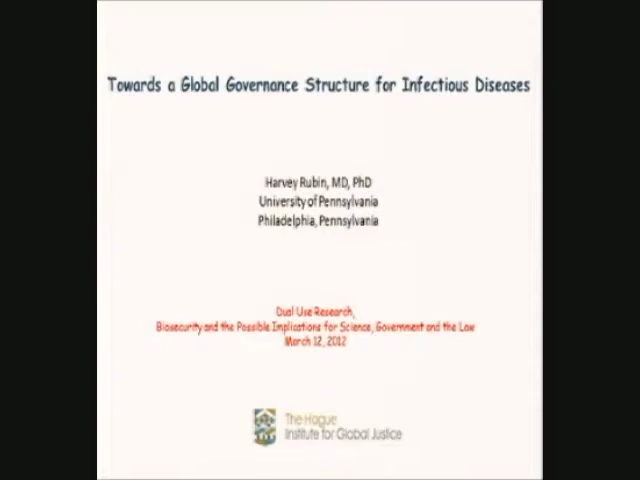 Towards a Global Governance Structure for Infectious Diseases
Harvey Rubin, MD, PhD
University of Pennsylvania
Philadelphia, Pennsylvania
Dual Use Research,
Biosecurity and the Possible Implications for Science, Government and the Law
March 12, 2012
The Hague
Institute for Global Justice